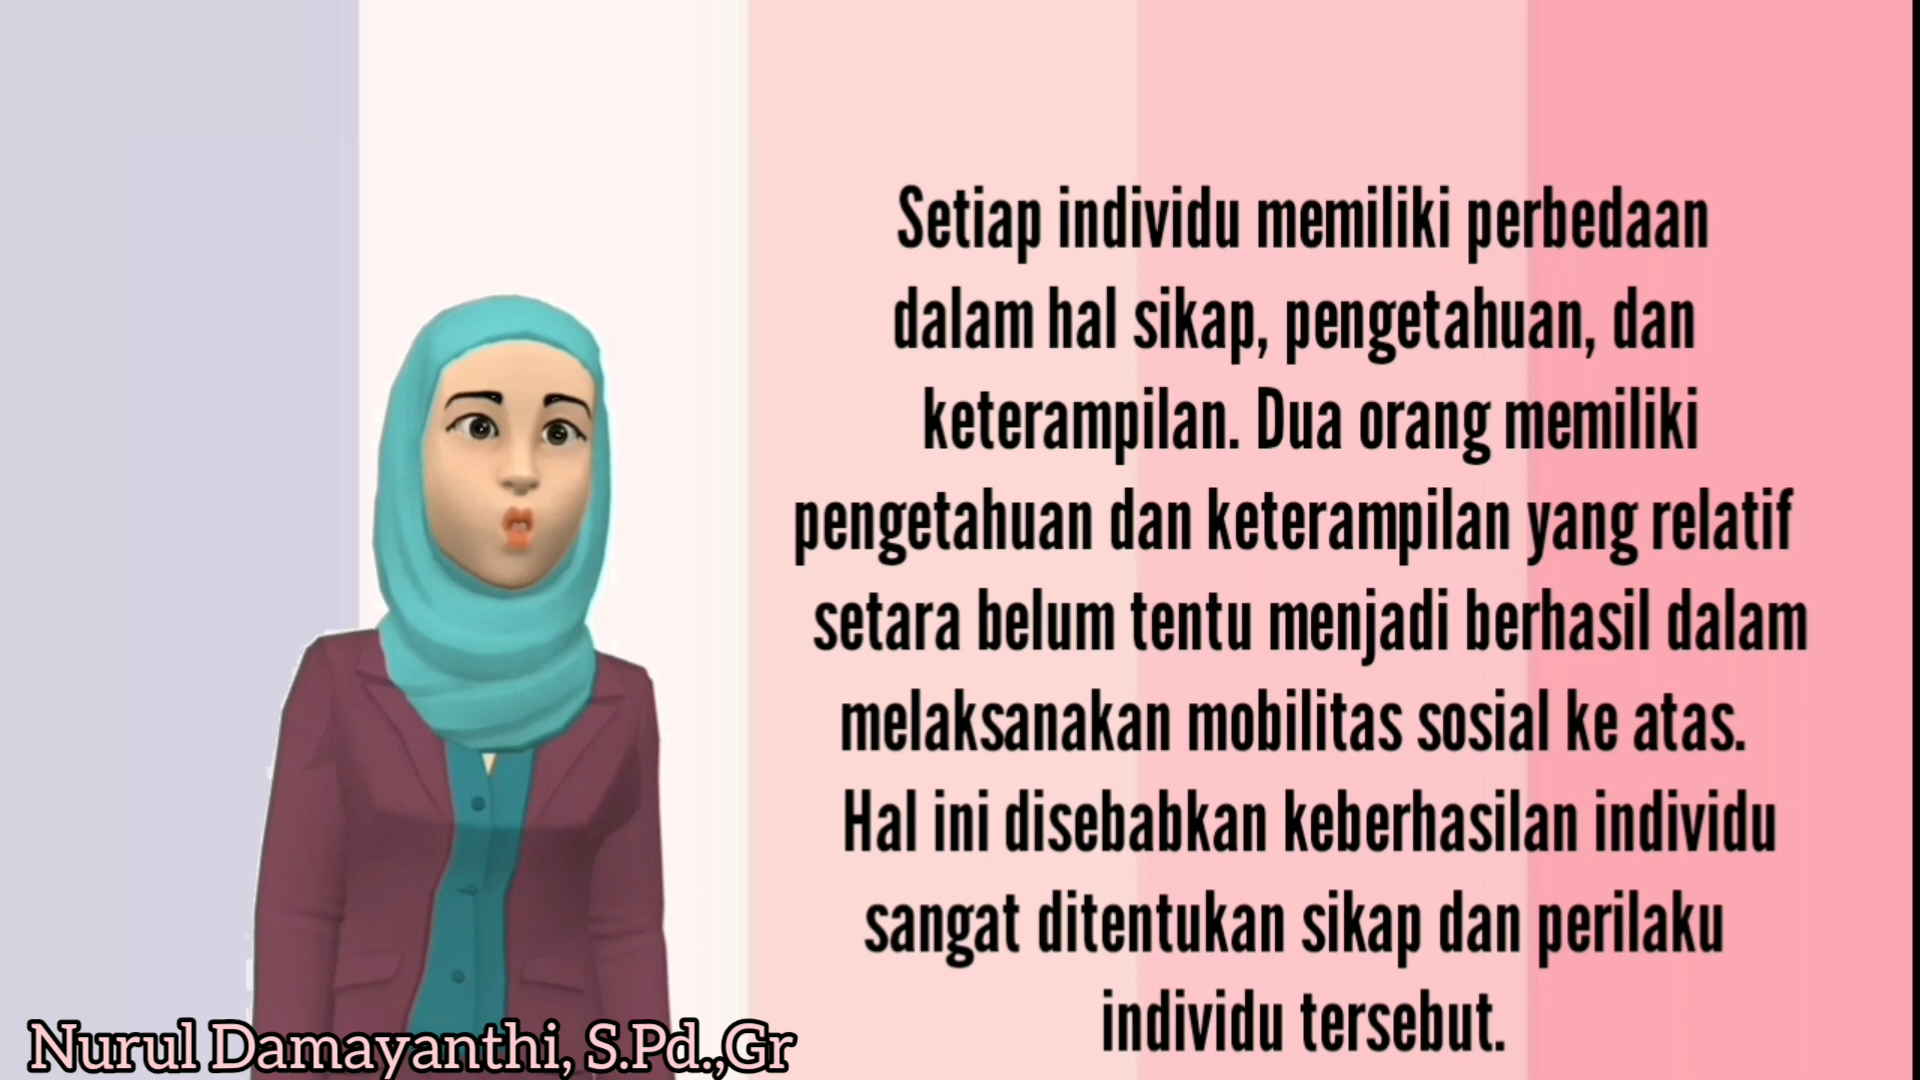 Setiap individu memiliki perbedaan
dalam hal sikap, pengetahuan, dan
keterampilan. Dua orang memiliki
pengetahuan dan keterampilan yang relatif
setara belum tentu menjadi berhasil dalam
melaksanakan mobilitas sosial ke atas.
Hal ini disebabkan keberhasilan individu
sangat ditentukan sikap dan perilaku
individu tersebut.
Nurul Damayanthi, S.Pd.,Gr